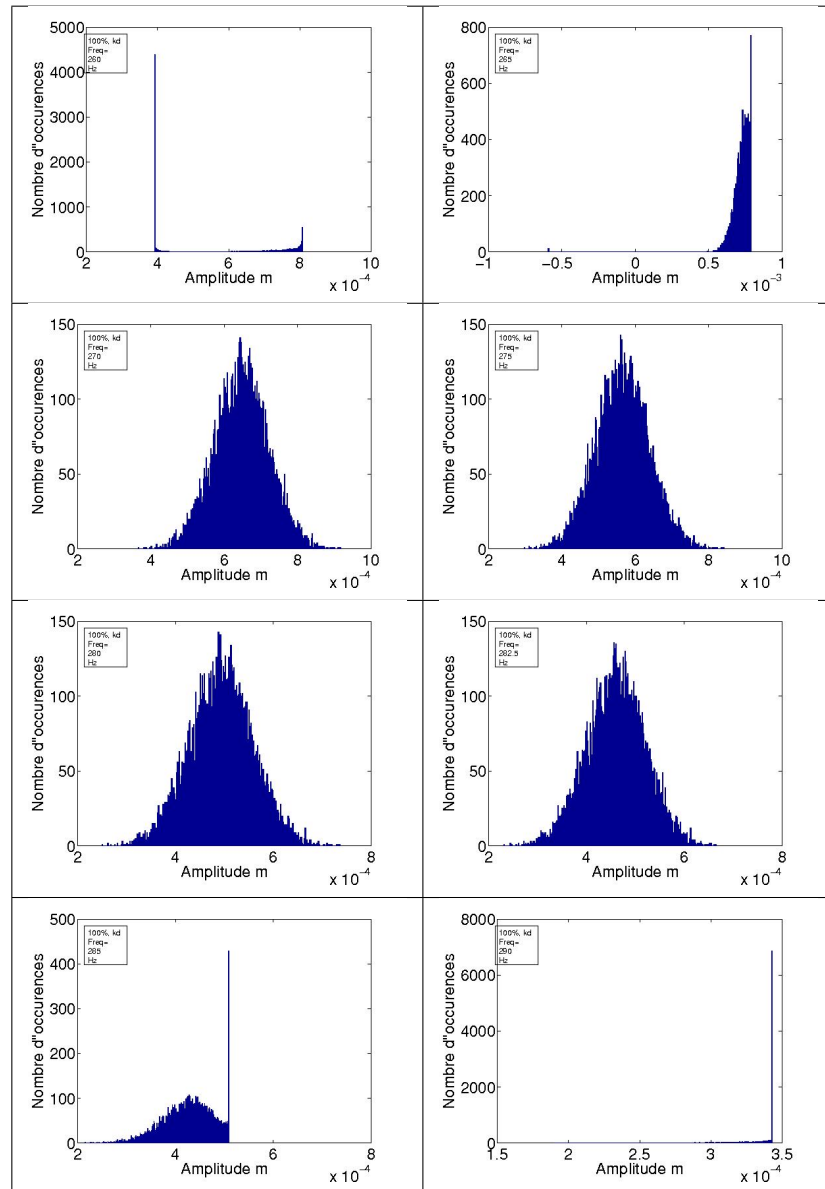 5000
4000
3000
2000
1000
0
Nombre d"occurences
100%, kd
Freq=
260
Hz
2 4 6 8 10
Amplitude m
x 10⁻⁴
800
600
400
200
0
Nombre d"occurences
100%, kd
Freq=
265
Hz
−1 −0.5 0 0.5 1
Amplitude m
x 10⁻³
150
100
50
0
Nombre d"occurences
100%, kd
Freq=
270
Hz
2 4 6 8 10
Amplitude m
x 10⁻⁴
150
100
50
0
Nombre d"occurences
100%, kd
Freq=
275
Hz
2 4 6 8 10
Amplitude m
x 10⁻⁴
150
100
50
0
Nombre d"occurences
100%, kd
Freq=
280
Hz
2 4 6 8
Amplitude m
x 10⁻⁴
150
100
50
0
Nombre d"occurences
100%, kd
Freq=
282.5
Hz
2 4 6 8
Amplitude m
x 10⁻⁴
500
400
300
200
100
0
Nombre d"occurences
100%, kd
Freq=
285
Hz
2 4 6 8
Amplitude m
x 10⁻⁴
8000
6000
4000
2000
0
Nombre d"occurences
100%, kd
Freq=
290
Hz
1.5 2 2.5 3 3.5
Amplitude m
x 10⁻⁴